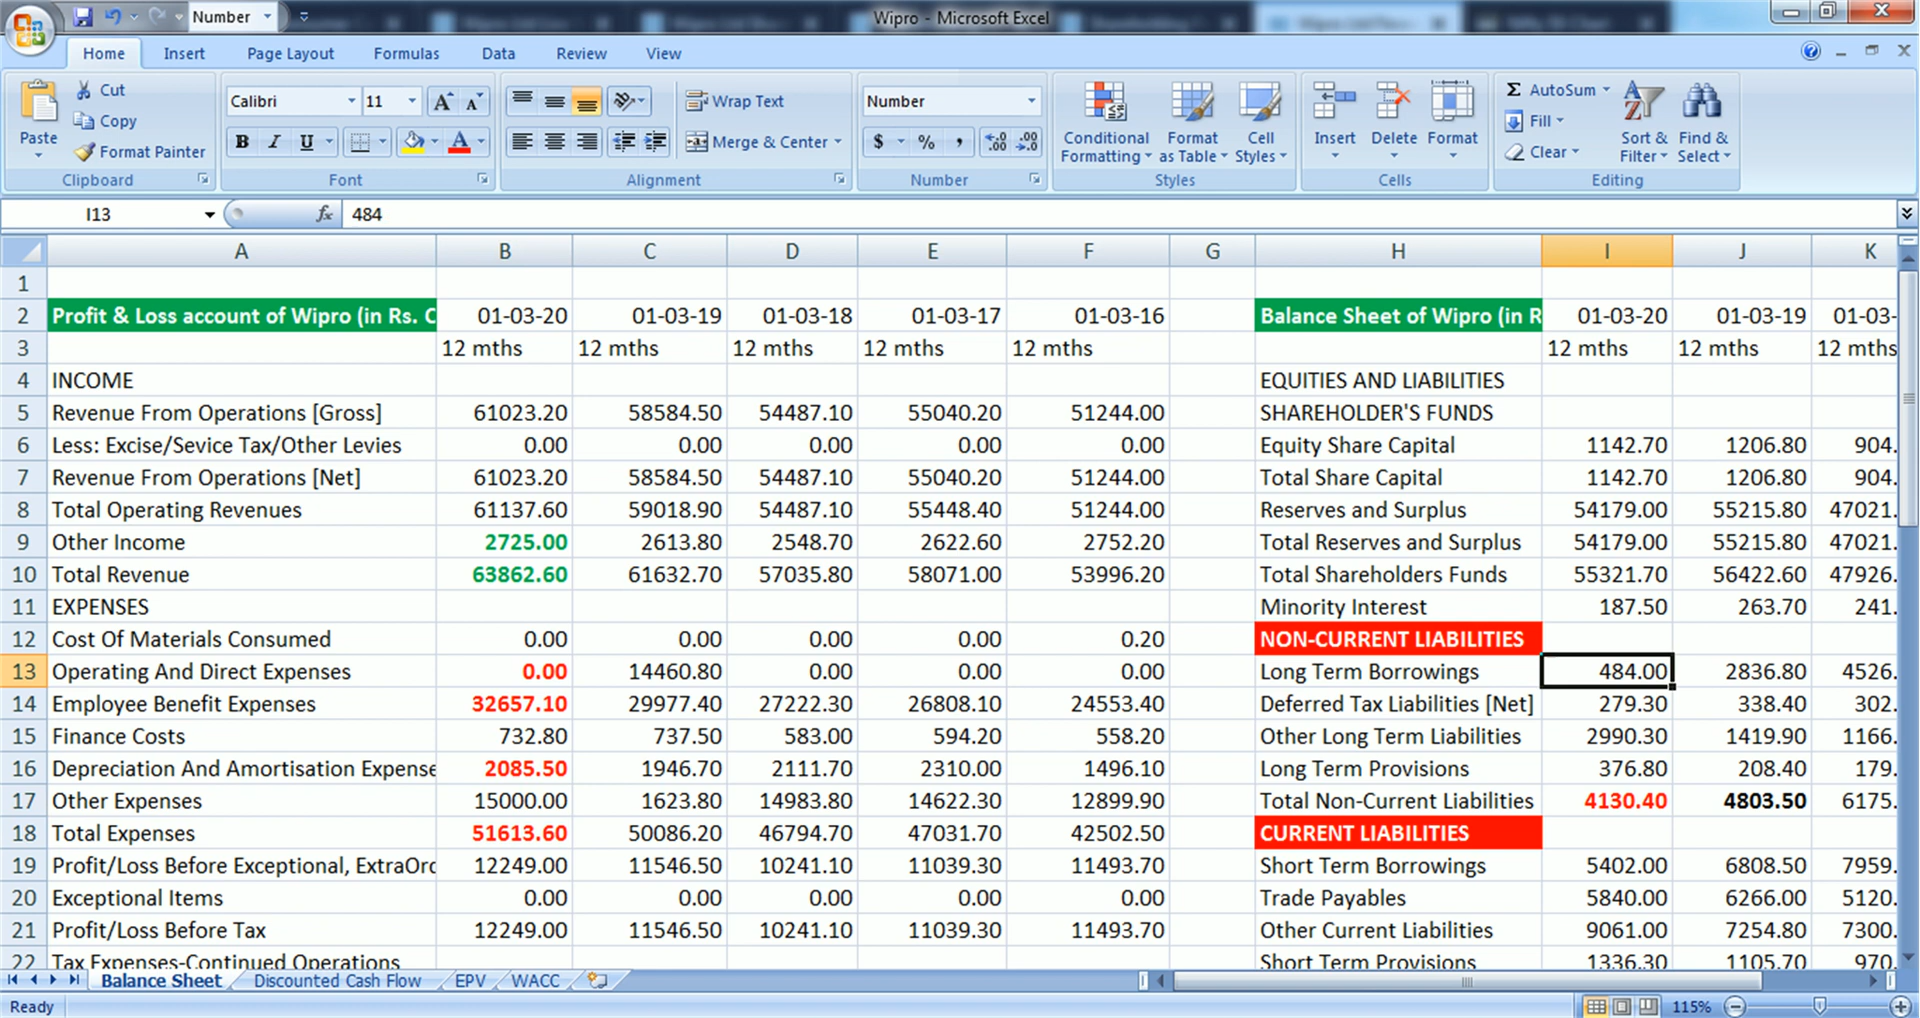 Number
Wipro - Microsoft Excel
Home Insert Page Layout Formulas Data Review View
Paste Cut Copy Format Painter
Clipboard
Calibri 11 A A
B I U A
Font
Wrap Text
Merge & Center
Alignment
Number
$ % , .0 .00 .00 .0
Number
Conditional Formatting Format as Table Cell Styles
Styles
Insert Delete Format
Cells
Σ AutoSum
Fill
Clear
Sort & Filter Find & Select
Editing
I13 fx 484
A B C D E F G H I J K
1
2 Profit & Loss account of Wipro (in Rs. C 01-03-20 01-03-19 01-03-18 01-03-17 01-03-16 Balance Sheet of Wipro (in R 01-03-20 01-03-19 01-03-
3 12 mths 12 mths 12 mths 12 mths 12 mths 12 mths 12 mths 12 mths
4 INCOME EQUITIES AND LIABILITIES
5 Revenue From Operations [Gross] 61023.20 58584.50 54487.10 55040.20 51244.00 SHAREHOLDER'S FUNDS
6 Less: Excise/Sevice Tax/Other Levies 0.00 0.00 0.00 0.00 0.00 Equity Share Capital 1142.70 1206.80 904.
7 Revenue From Operations [Net] 61023.20 58584.50 54487.10 55040.20 51244.00 Total Share Capital 1142.70 1206.80 904.
8 Total Operating Revenues 61137.60 59018.90 54487.10 55448.40 51244.00 Reserves and Surplus 54179.00 55215.80 47021.
9 Other Income 2725.00 2613.80 2548.70 2622.60 2752.20 Total Reserves and Surplus 54179.00 55215.80 47021.
10 Total Revenue 63862.60 61632.70 57035.80 58071.00 53996.20 Total Shareholders Funds 55321.70 56422.60 47926.
11 EXPENSES Minority Interest 187.50 263.70 241.
12 Cost Of Materials Consumed 0.00 0.00 0.00 0.00 0.20 NON-CURRENT LIABILITIES
13 Operating And Direct Expenses 0.00 14460.80 0.00 0.00 0.00 Long Term Borrowings 484.00 2836.80 4526.
14 Employee Benefit Expenses 32657.10 29977.40 27222.30 26808.10 24553.40 Deferred Tax Liabilities [Net] 279.30 338.40 302.
15 Finance Costs 732.80 737.50 583.00 594.20 558.20 Other Long Term Liabilities 2990.30 1419.90 1166.
16 Depreciation And Amortisation Expense 2085.50 1946.70 2111.70 2310.00 1496.10 Long Term Provisions 376.80 208.40 179.
17 Other Expenses 15000.00 1623.80 14983.80 14622.30 12899.90 Total Non-Current Liabilities 4130.40 4803.50 6175.
18 Total Expenses 51613.60 50086.20 46794.70 47031.70 42502.50 CURRENT LIABILITIES
19 Profit/Loss Before Exceptional, ExtraOrd 12249.00 11546.50 10241.10 11039.30 11493.70 Short Term Borrowings 5402.00 6808.50 7959.
20 Exceptional Items 0.00 0.00 0.00 0.00 0.00 Trade Payables 5840.00 6266.00 5120.
21 Profit/Loss Before Tax 12249.00 11546.50 10241.10 11039.30 11493.70 Other Current Liabilities 9061.00 7254.80 7300.
22 Tax Expenses-Continued Operations Short Term Provisions 1336.30 1105.70 970.
Balance Sheet Discounted Cash Flow EPV WACC
Ready 115%